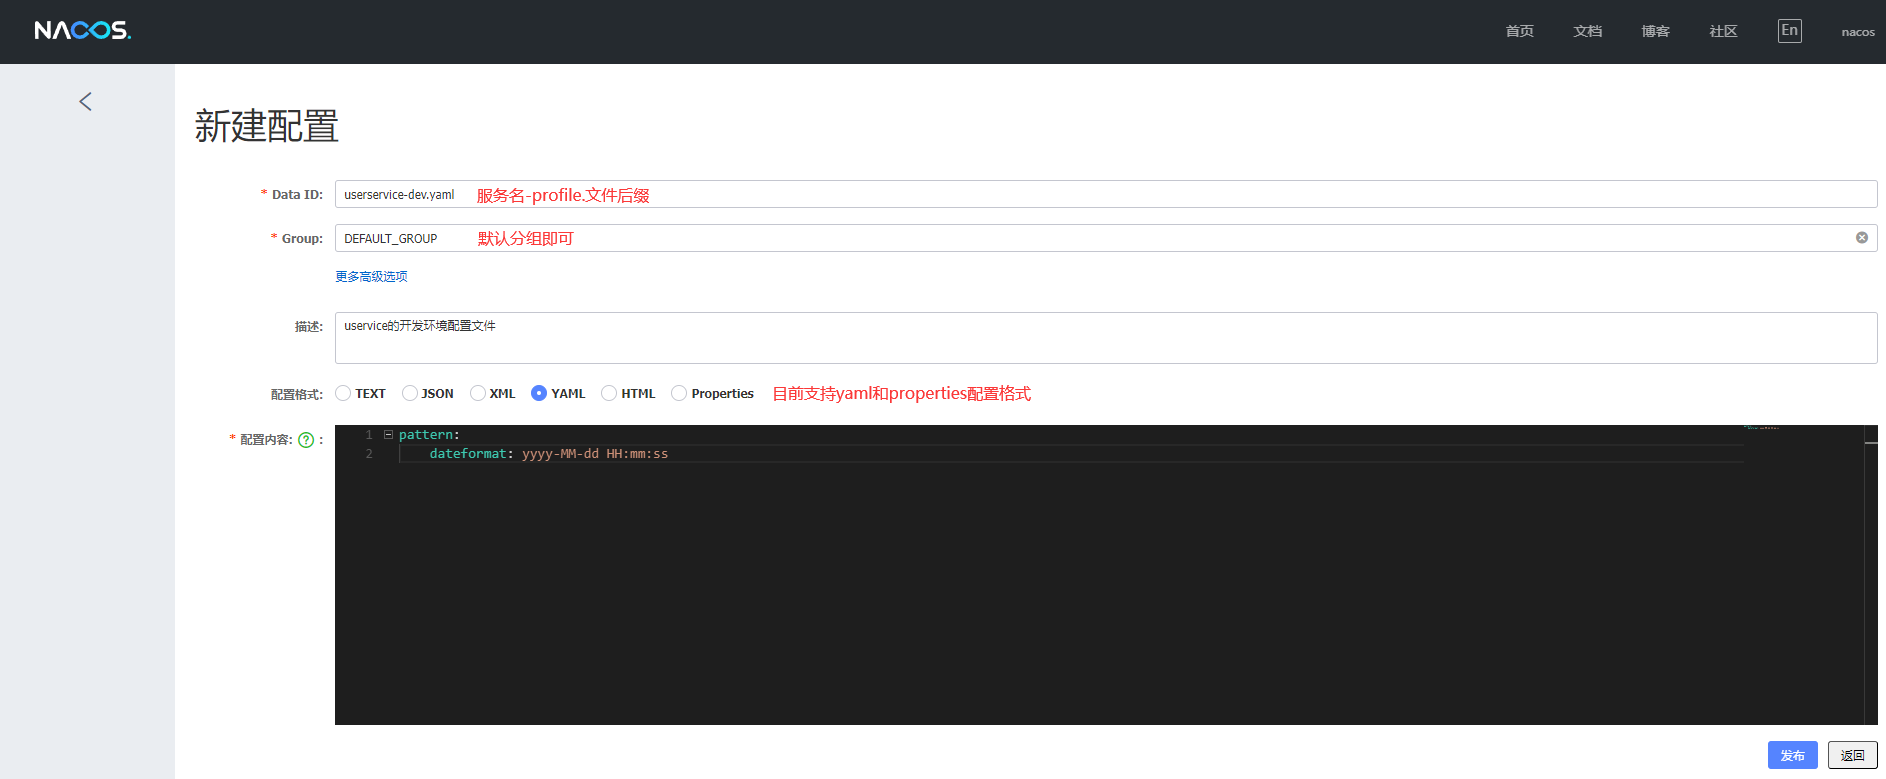 NACOS.
首页 文档 博客 社区 En nacos
新建配置
* Data ID: userservice-dev.yaml 服务名-profile.文件后缀
* Group: DEFAULT_GROUP 默认分组即可
更多高级选项
描述: uservice的开发环境配置文件
配置格式: TEXT JSON XML YAML HTML Properties 目前支持yaml和properties配置格式
* 配置内容: ? :
1 pattern:
2 dateformat: yyyy-MM-dd HH:mm:ss
发布 返回